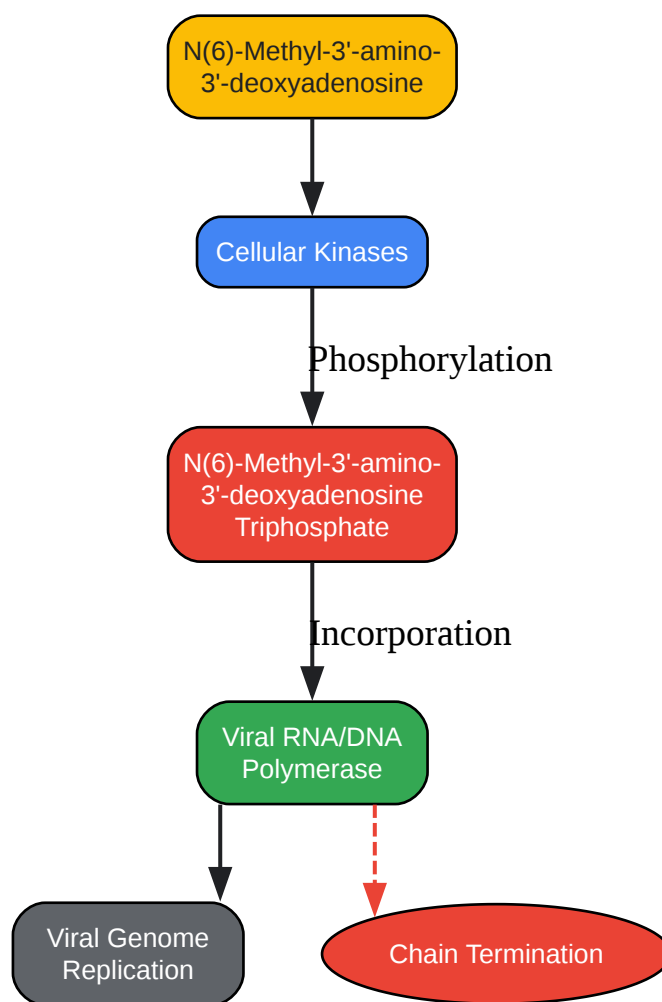 N(6)-Methyl-3'-amino-
3'-deoxyadenosine
Cellular Kinases
Phosphorylation
N(6)-Methyl-3'-amino-
3'-deoxyadenosine
Triphosphate
Incorporation
Viral RNA/DNA
Polymerase
Viral Genome
Replication
Chain Termination